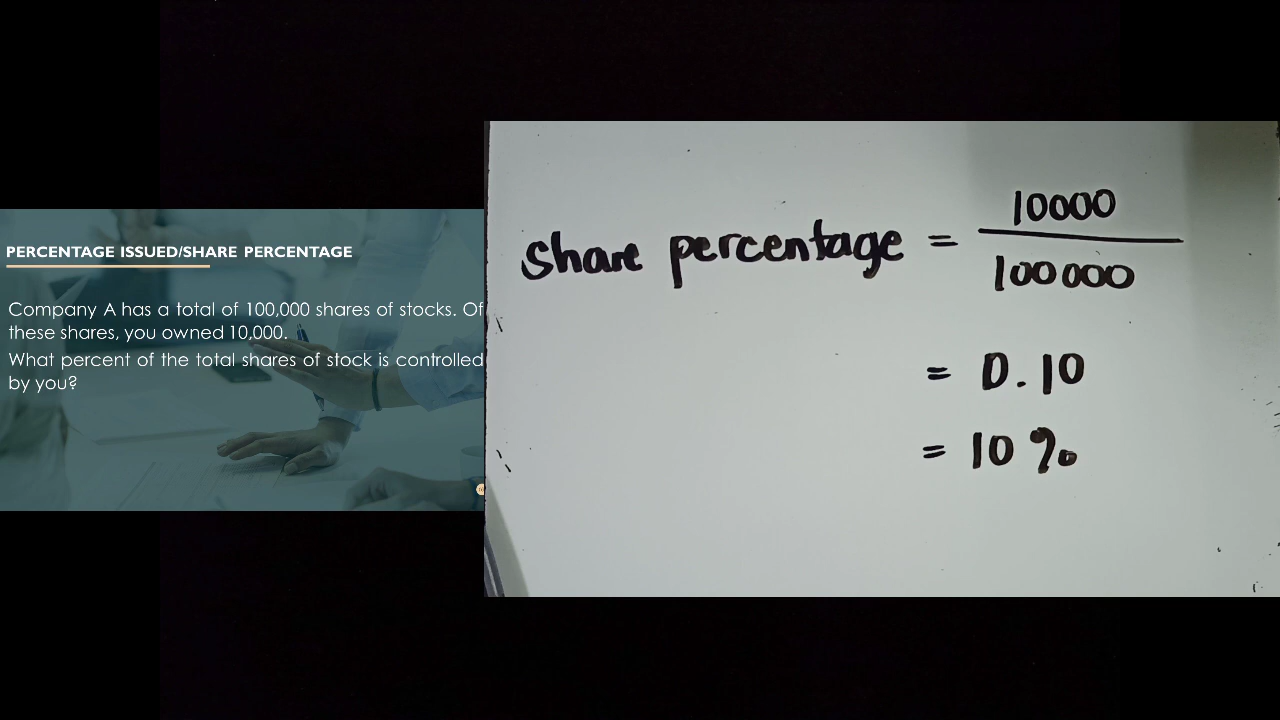 PERCENTAGE ISSUED/SHARE PERCENTAGE
Company A has a total of 100,000 shares of stocks. Of
these shares, you owned 10,000.
What percent of the total shares of stock is controlled
by you?
share percentage = 10000
100000
= 0.10
= 10%